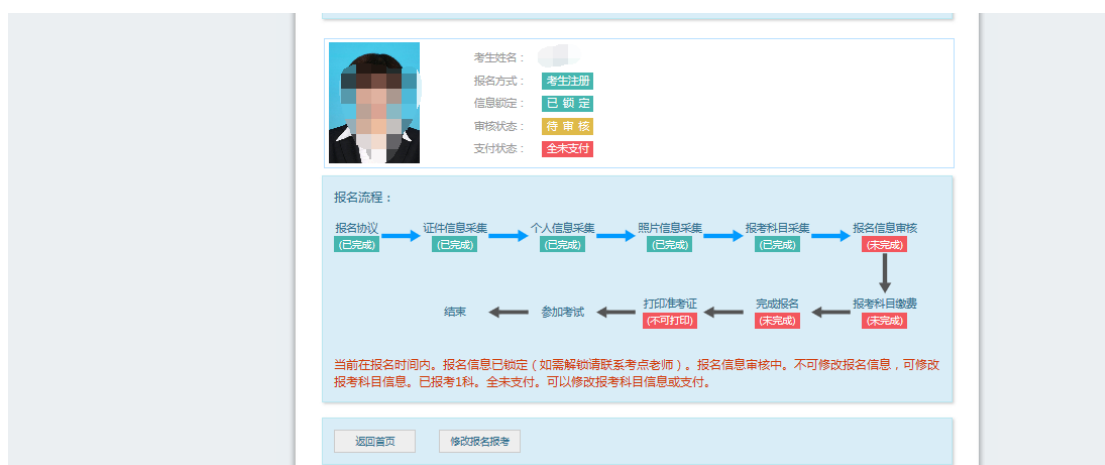 考生姓名：
报名方式： 考生注册
信息锁定： 已 锁 定
审核状态： 待 审 核
支付状态： 全未支付
报名流程：
报名协议 证件信息采集 个人信息采集 照片信息采集 报考科目采集 报名信息审核
(已完成) (已完成) (已完成) (已完成) (已完成) (未完成)
结束 参加考试 打印准考证 完成报名 报考科目缴费
(不可打印) (未完成) (未完成)
当前在报名时间内。报名信息已锁定（如需解锁请联系考点老师）。报名信息审核中。不可修改报名信息，可修改
报考科目信息。已报考1科。全未支付。可以修改报考科目信息或支付。
返回首页 修改报名报考